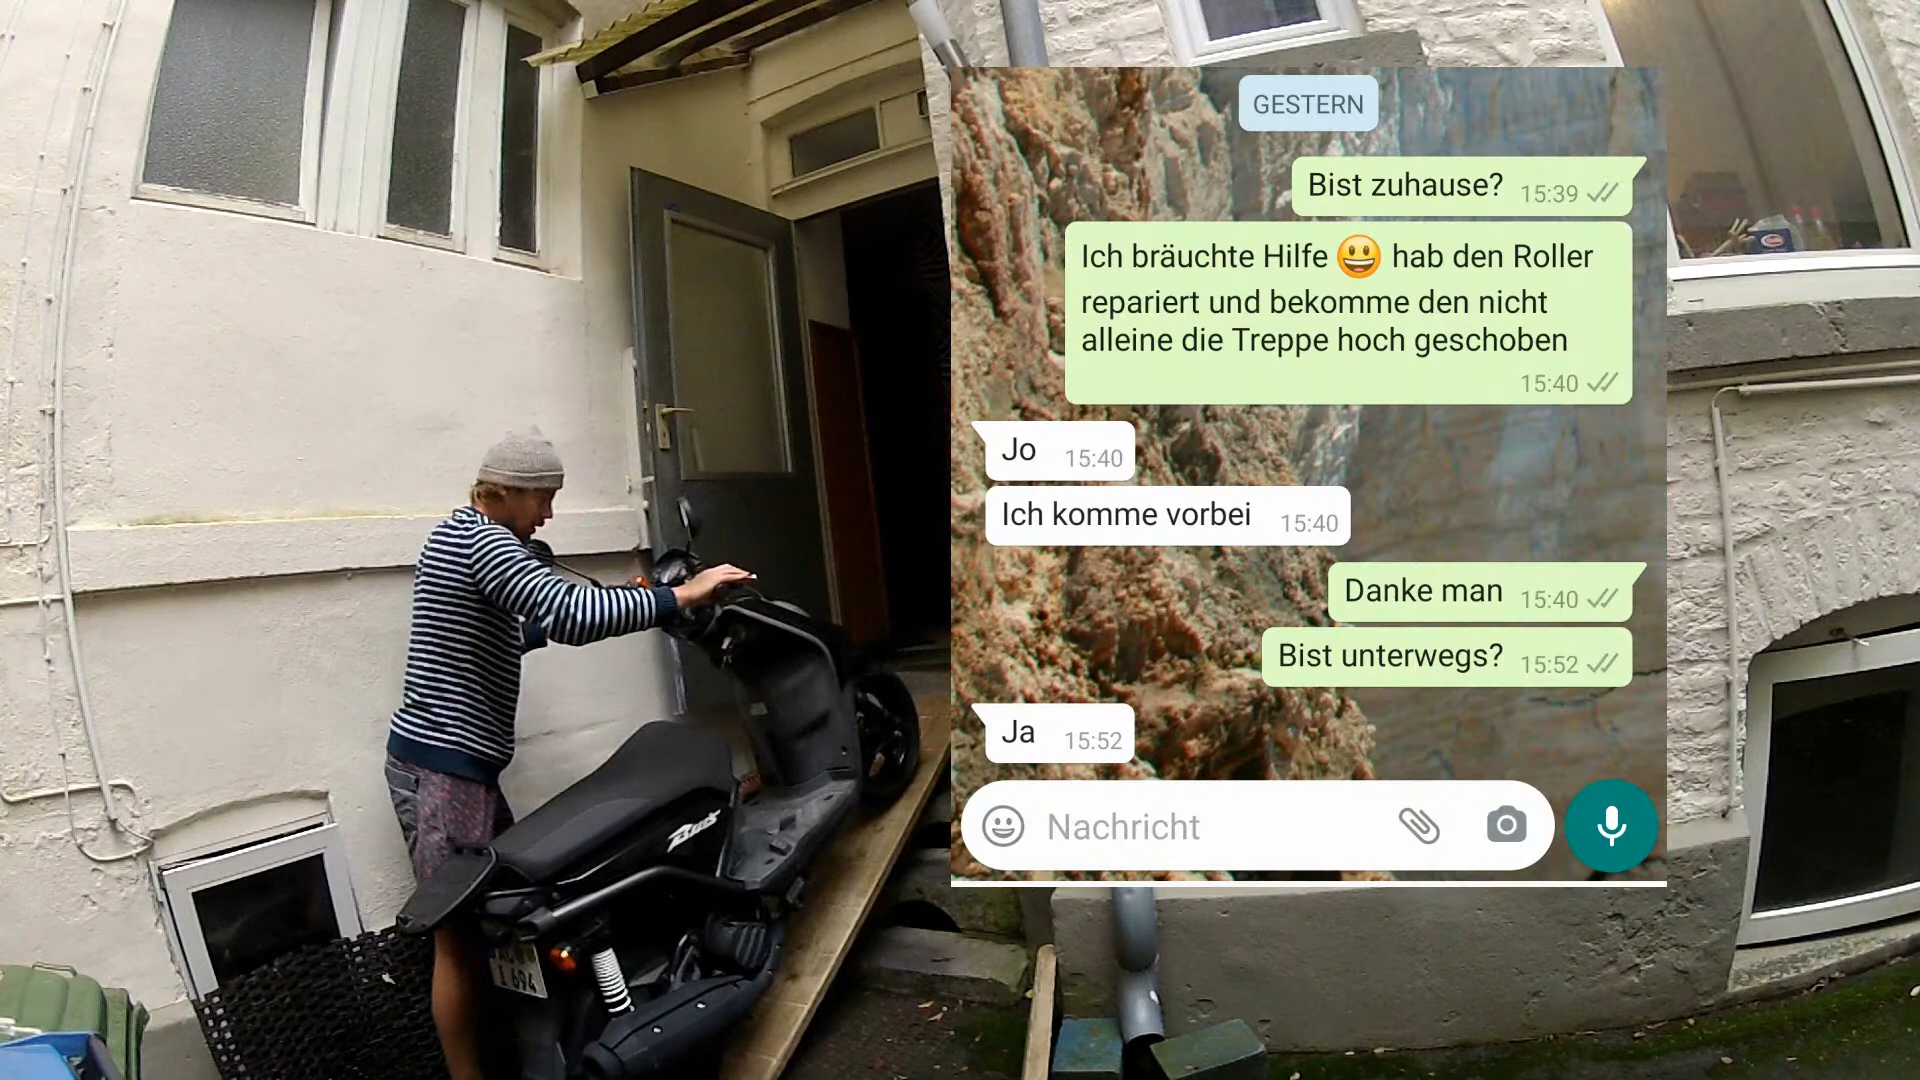 GESTERN
Bist zuhause? 15:39
Ich bräuchte Hilfe 😃 hab den Roller
repariert und bekomme den nicht
alleine die Treppe hoch geschoben
15:40
Jo 15:40
Ich komme vorbei 15:40
Danke man 15:40
Bist unterwegs? 15:52
Ja 15:52
Nachricht
694